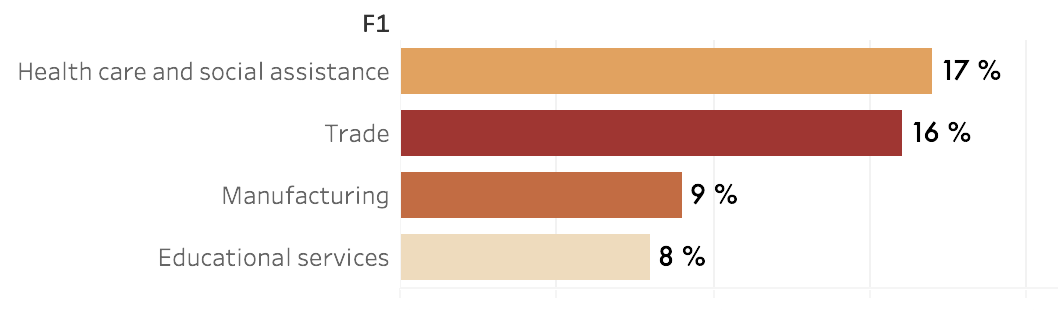 F1
Health care and social assistance 17 %
Trade 16 %
Manufacturing 9 %
Educational services 8 %